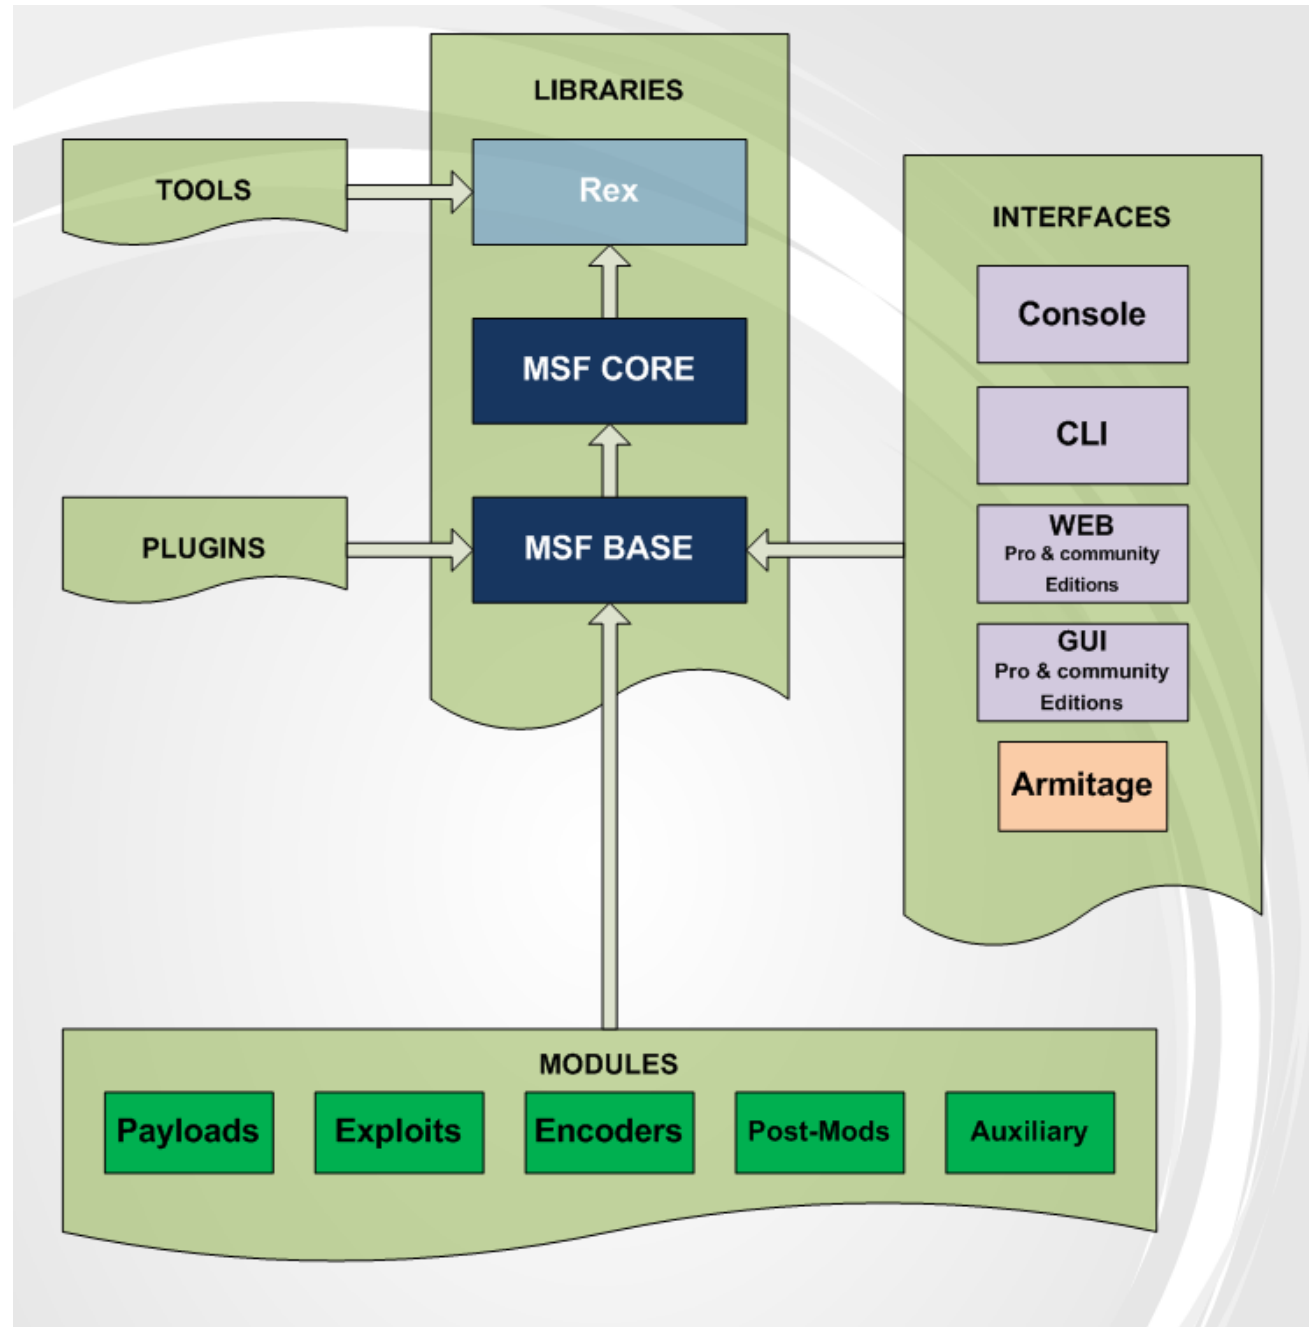 LIBRARIES
TOOLS
Rex
MSF CORE
PLUGINS
MSF BASE
INTERFACES
Console
CLI
WEB
Pro & community
Editions
GUI
Pro & community
Editions
Armitage
MODULES
Payloads
Exploits
Encoders
Post-Mods
Auxiliary